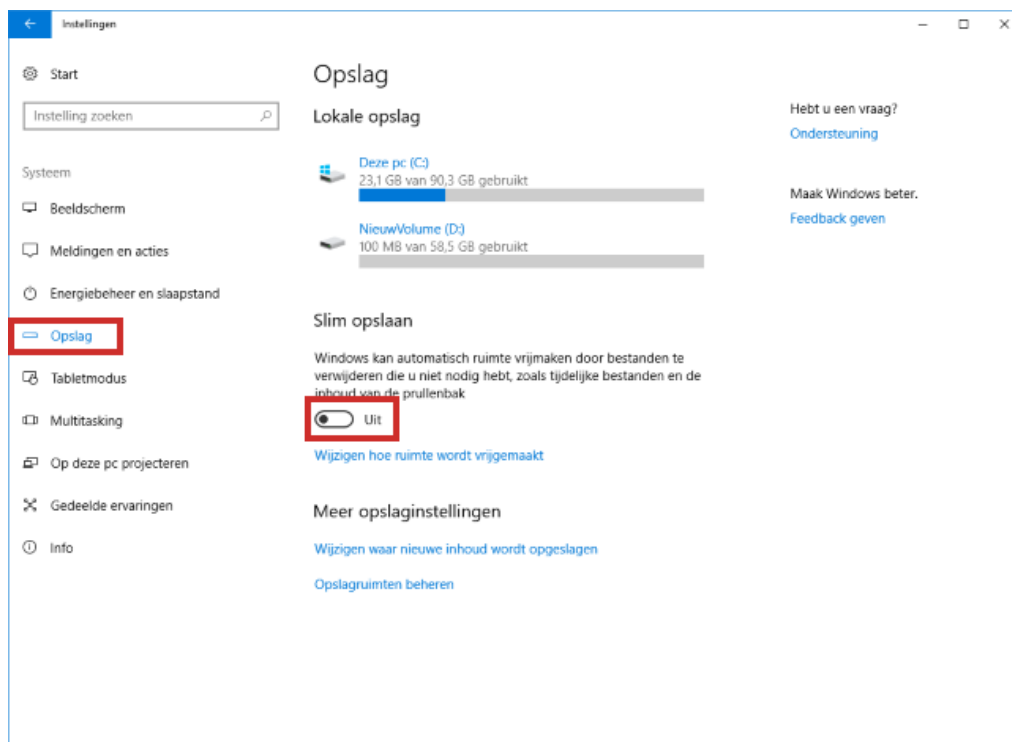 Instellingen
Start
Instelling zoeken
Systeem
Beeldscherm
Meldingen en acties
Energiebeheer en slaapstand
Opslag
Tabletmodus
Multitasking
Op deze pc projecteren
Gedeelde ervaringen
Info
Opslag
Lokale opslag
Deze pc (C:)
23,1 GB van 90,3 GB gebruikt
NieuwVolume (D:)
100 MB van 58,5 GB gebruikt
Slim opslaan
Windows kan automatisch ruimte vrijmaken door bestanden te
verwijderen die u niet nodig hebt, zoals tijdelijke bestanden en de
inhoud van de prullenbak
Uit
Wijzigen hoe ruimte wordt vrijgemaakt
Meer opslaginstellingen
Wijzigen waar nieuwe inhoud wordt opgeslagen
Opslagruimten beheren
Hebt u een vraag?
Ondersteuning
Maak Windows beter.
Feedback geven